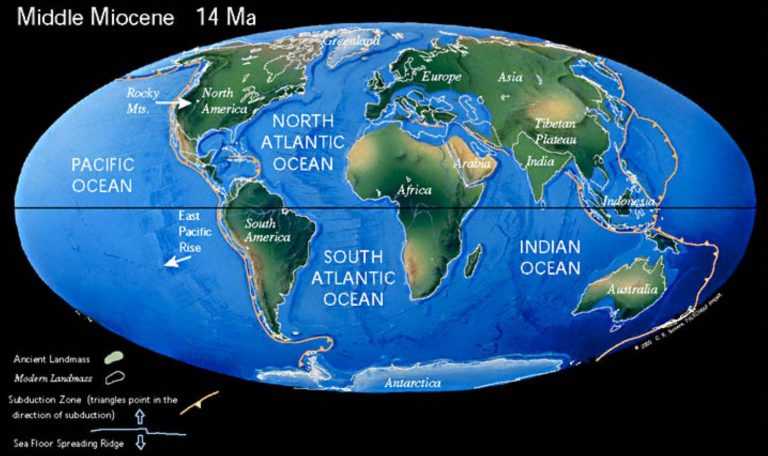 Middle Miocene 14 Ma
Greenland
Rocky
Mts.
North
America
Europe
Asia
NORTH
ATLANTIC
OCEAN
Tibetan
Plateau
PACIFIC
OCEAN
Arabia
India
Africa
Indonesia
East
Pacific
Rise
South
America
SOUTH
ATLANTIC
OCEAN
INDIAN
OCEAN
Australia
Antarctica
Ancient Landmass
Modern Landmass
Subduction Zone (triangles point in the
direction of subduction)
Sea Floor Spreading Ridge